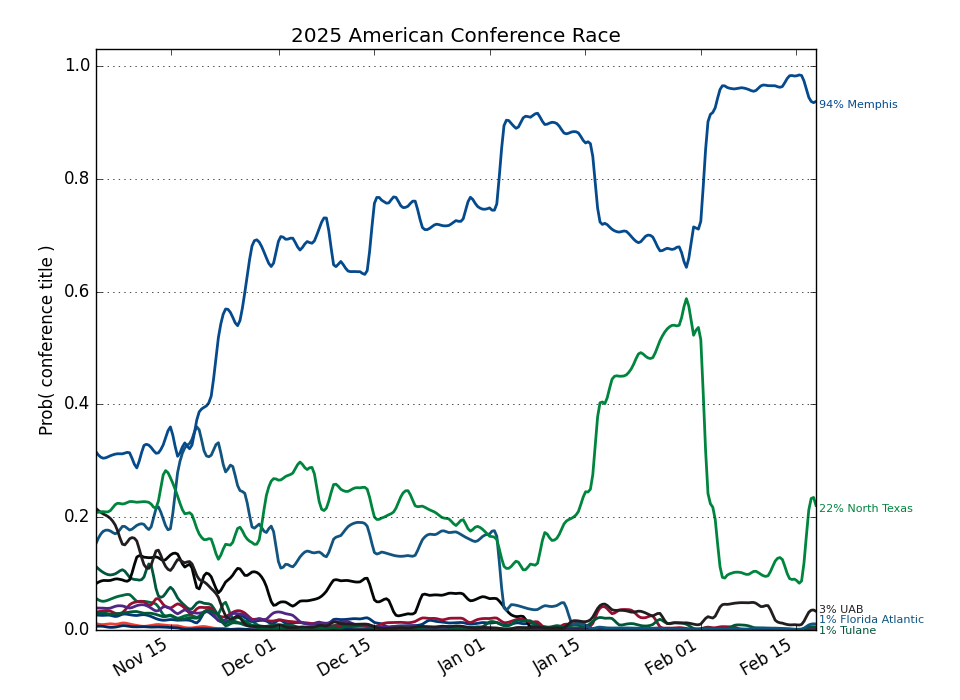 2025 American Conference Race
Prob( conference title )
1.0
0.8
0.6
0.4
0.2
0.0
Nov 15
Dec 01
Dec 15
Jan 01
Jan 15
Feb 01
Feb 15
94% Memphis
22% North Texas
3% UAB
1% Florida Atlantic
1% Tulane